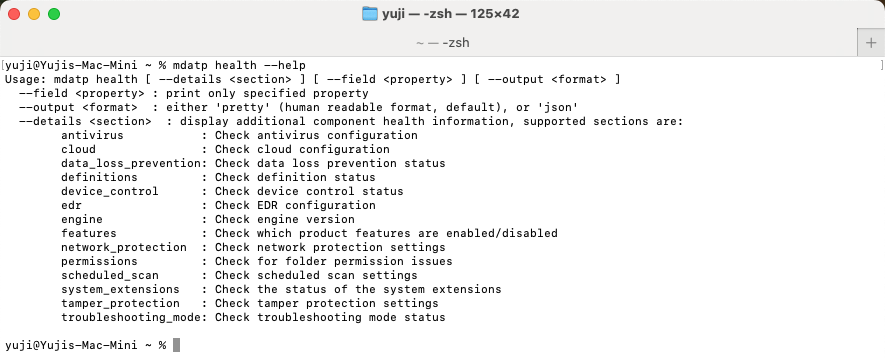 yuji — -zsh — 125×42
~ — -zsh
yuji@Yujis-Mac-Mini ~ % mdatp health --help
Usage: mdatp health [ --details <section> ] [ --field <property> ] [ --output <format> ]
  --field <property> : print only specified property
  --output <format>  : either 'pretty' (human readable format, default), or 'json'
  --details <section>  : display additional component health information, supported sections are:
        antivirus           : Check antivirus configuration
        cloud               : Check cloud configuration
        data_loss_prevention: Check data loss prevention status
        definitions         : Check definition status
        device_control      : Check device control status
        edr                 : Check EDR configuration
        engine              : Check engine version
        features            : Check which product features are enabled/disabled
        network_protection  : Check network protection settings
        permissions         : Check for folder permission issues
        scheduled_scan      : Check scheduled scan settings
        system_extensions   : Check the status of the system extensions
        tamper_protection   : Check tamper protection settings
        troubleshooting_mode: Check troubleshooting mode status
yuji@Yujis-Mac-Mini ~ %